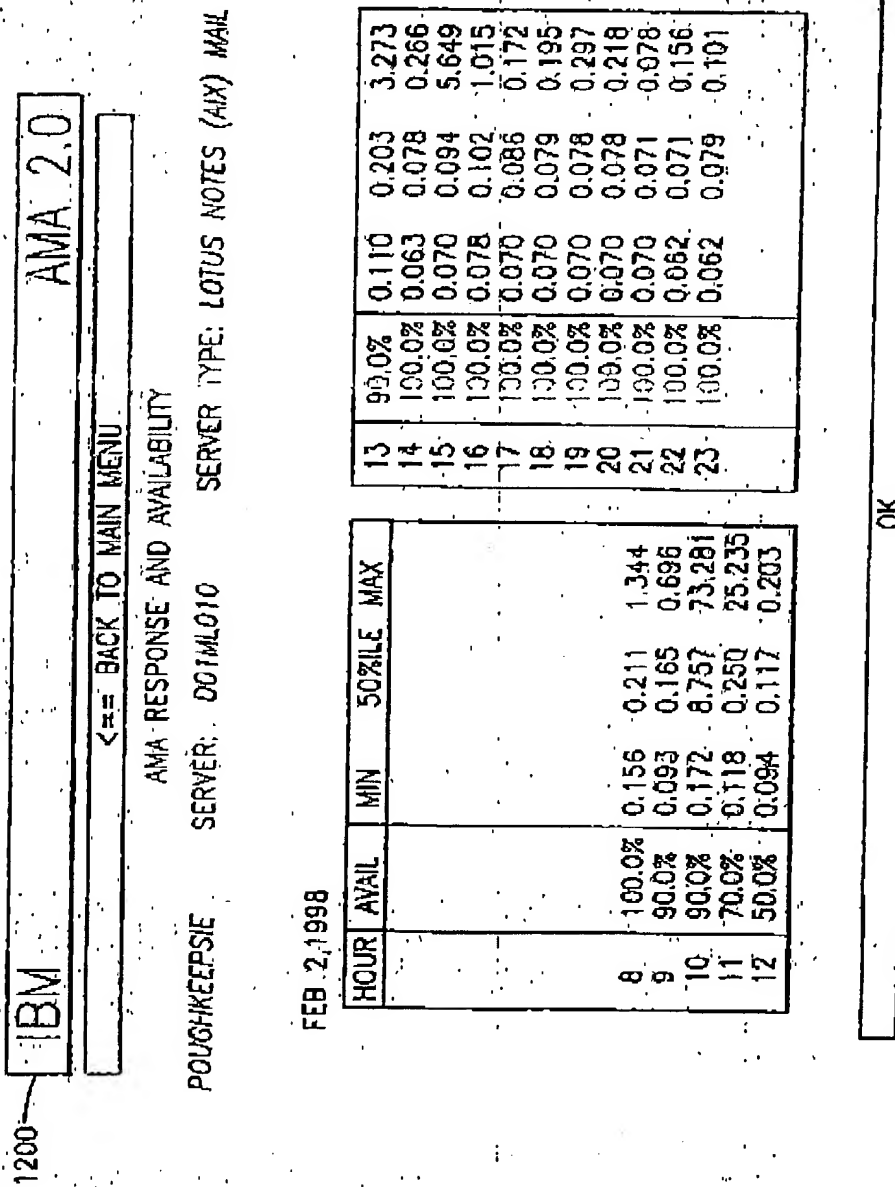 1200
IBM AMA 2.0
<== BACK TO MAIN MENU
AMA RESPONSE AND AVAILABILITY
POUGHKEEPSIE SERVER: D01ML010 SERVER TYPE: LOTUS NOTES (AIX) MAIL
FEB 2,1998
HOUR AVAIL MIN 50%ILE MAX
8 100.0% 0.156 0.211 1.344
9 90.0% 0.093 0.165 0.696
10 90.0% 0.172 8.757 73.281
11 70.0% 0.118 0.250 25.235
12 50.0% 0.094 0.117 0.203
13 90.0% 0.110 0.203 3.273
14 100.0% 0.063 0.078 0.266
15 100.0% 0.070 0.094 5.649
16 100.0% 0.078 0.102 1.015
17 100.0% 0.070 0.086 0.172
18 100.0% 0.070 0.079 0.195
19 100.0% 0.070 0.078 0.297
20 100.0% 0.070 0.078 0.218
21 100.0% 0.070 0.071 0.078
22 100.0% 0.062 0.071 0.156
23 100.0% 0.062 0.079 0.101
OK